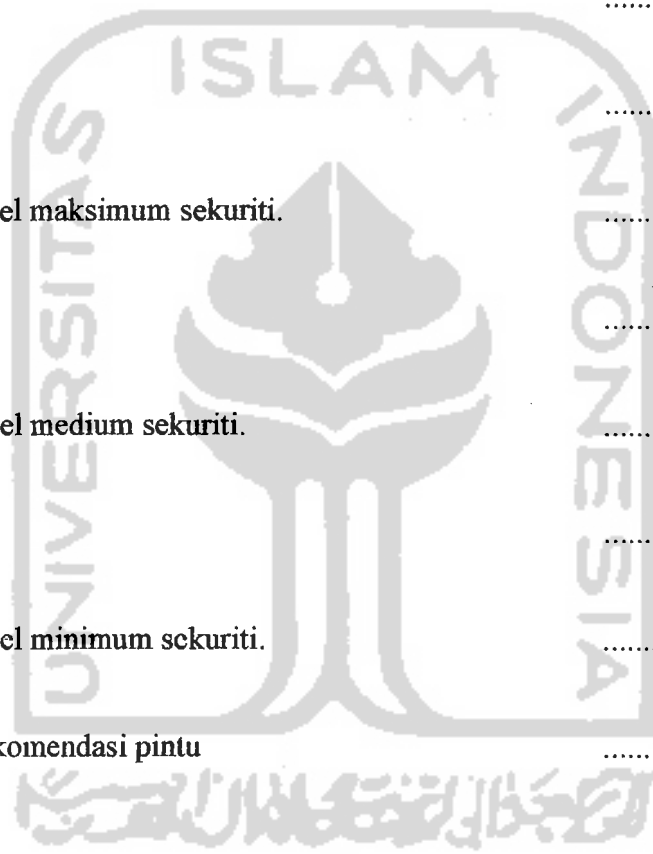 ......
ISLAM
......
UNIVERSITAS
INDONESIA
el maksimum sekuriti. ......
......
el medium sekuriti. ......
......
el minimum sekuriti. ......
komendasi pintu ......